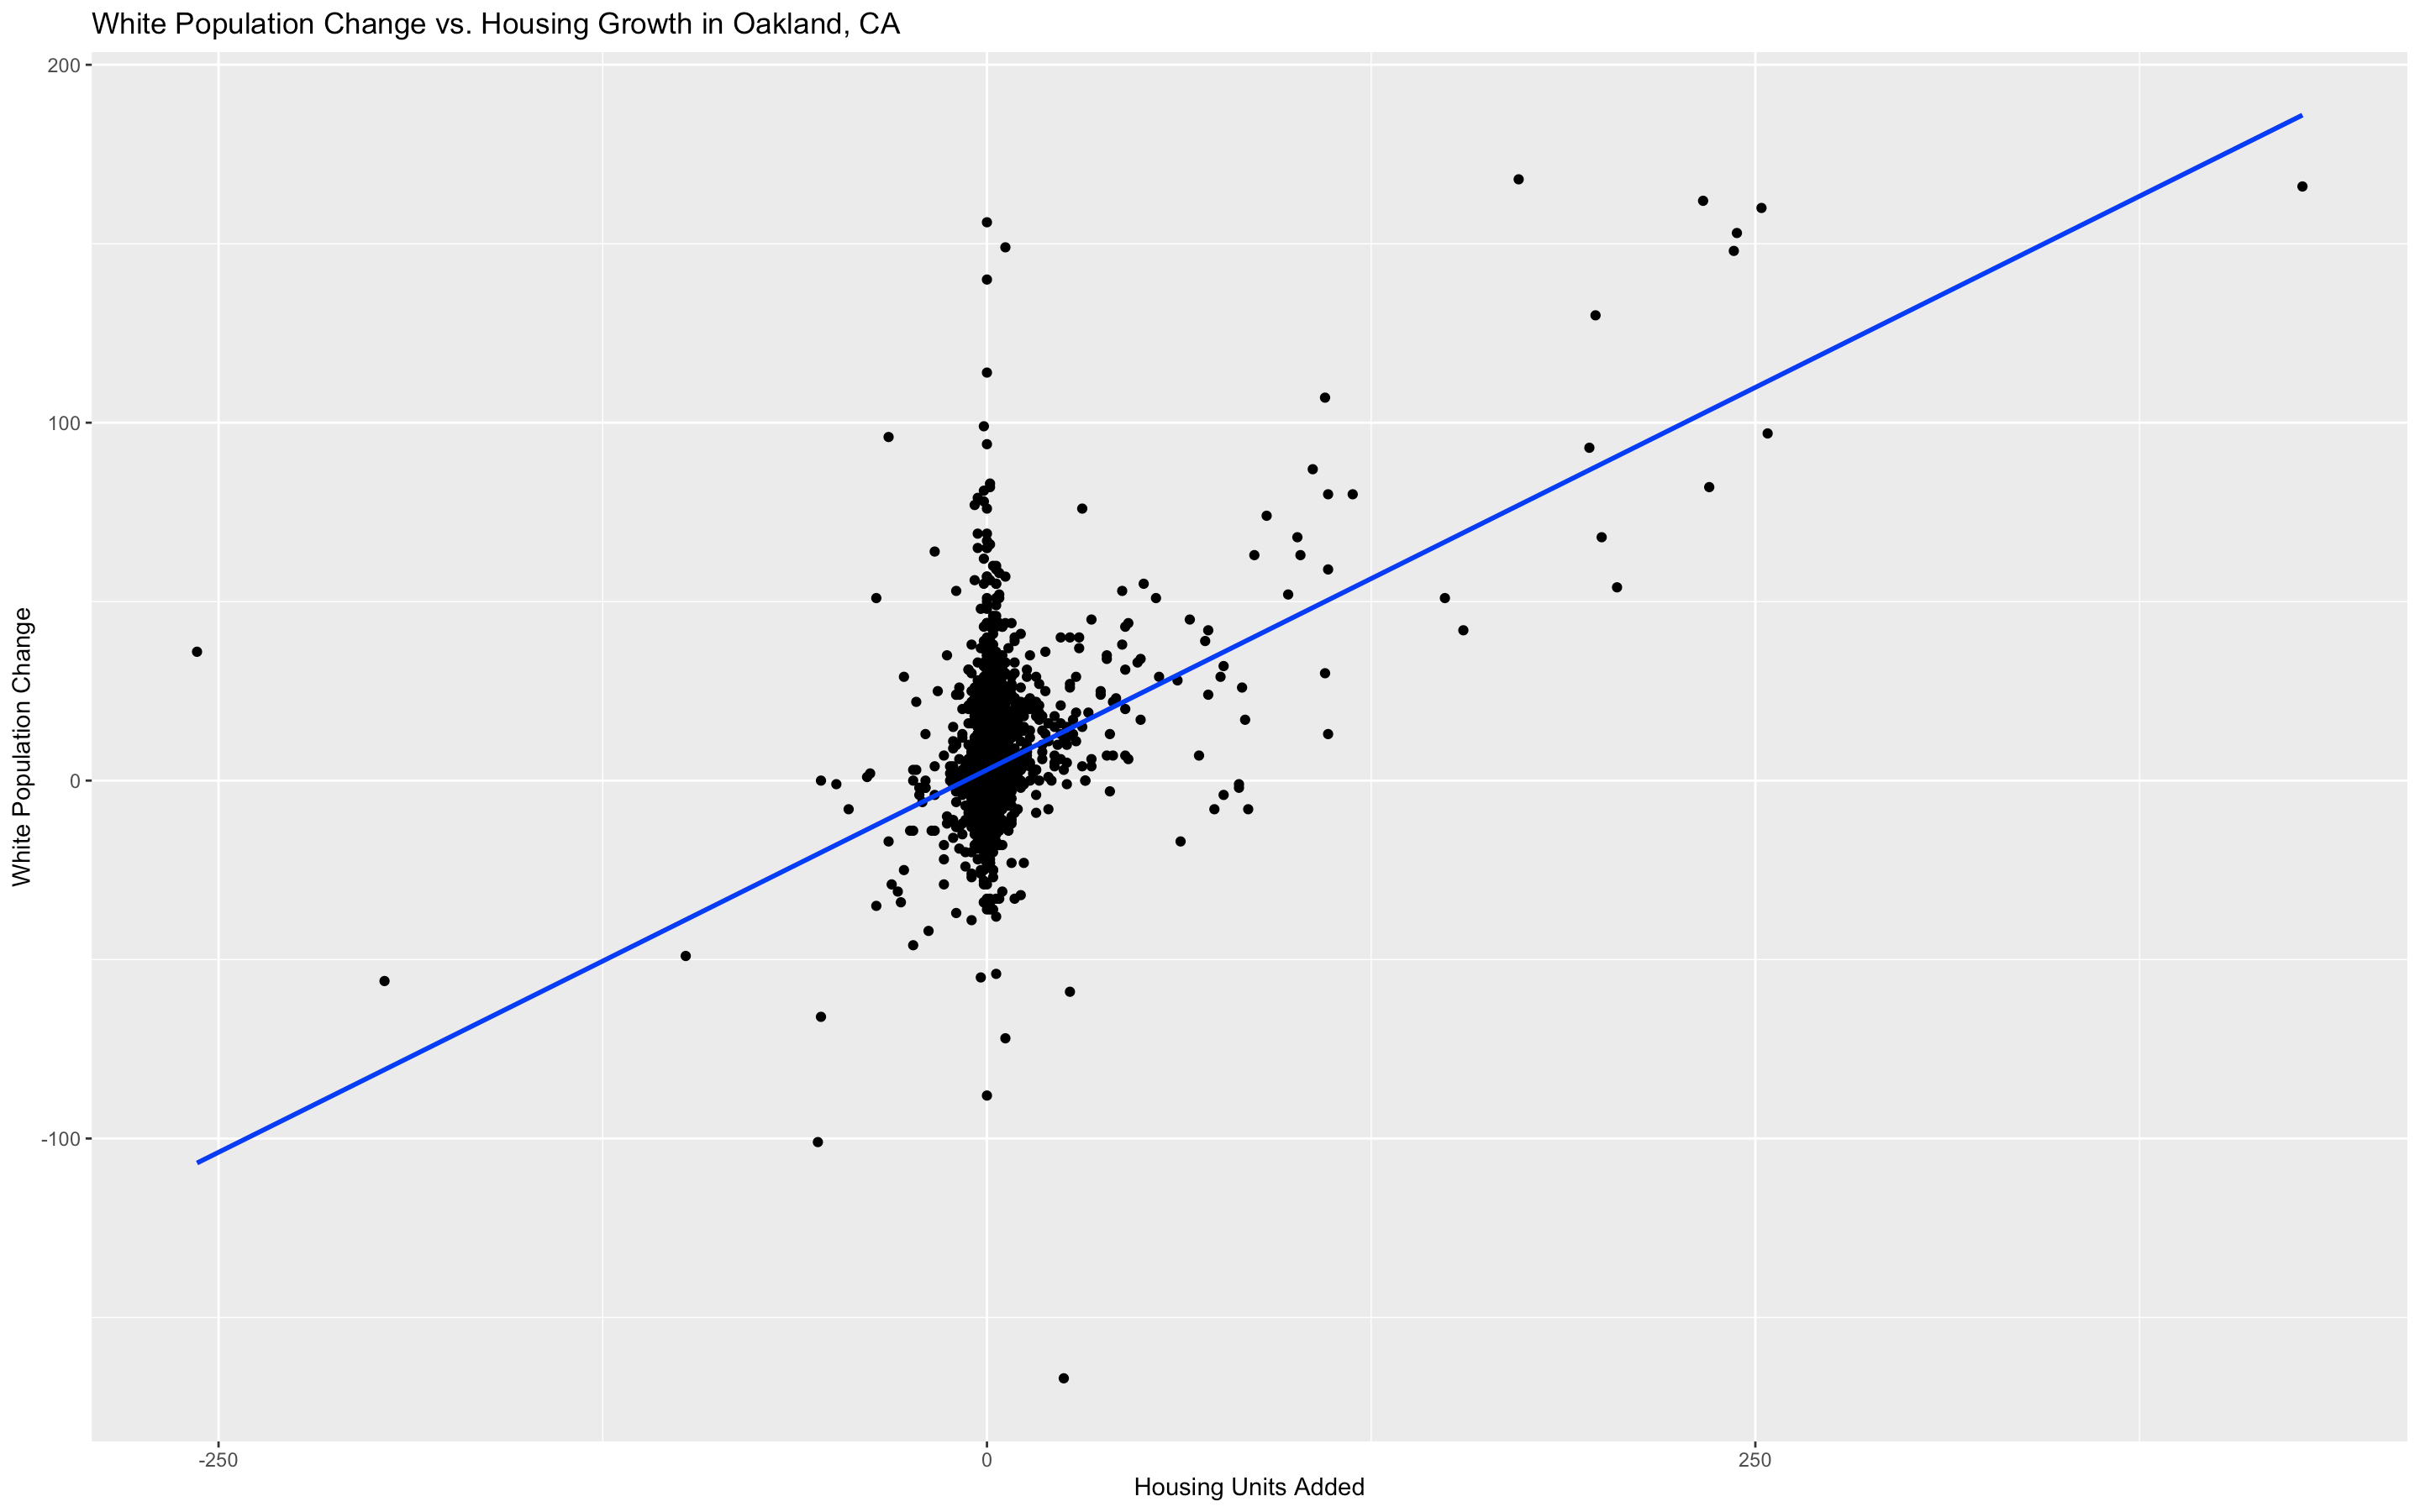 White Population Change vs. Housing Growth in Oakland, CA
White Population Change
200
100
0
-100
-250
0
250
Housing Units Added